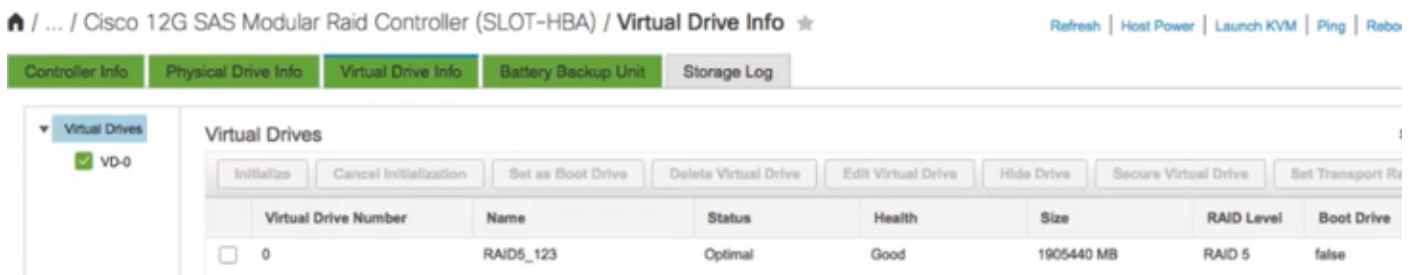 / ... / Cisco 12G SAS Modular Raid Controller (SLOT-HBA) / Virtual Drive Info
Refresh | Host Power | Launch KVM | Ping |
Controller Info Physical Drive Info Virtual Drive Info Battery Backup Unit Storage Log
Virtual Drives
VD-0
Virtual Drives
Initialize Cancel Initialization Set as Boot Drive Delete Virtual Drive Edit Virtual Drive Hide Drive Secure Virtual Drive Set Transport
Virtual Drive Number Name Status Health Size RAID Level Boot Drive
0 RAID5_123 Optimal Good 1905440 MB RAID 5 false